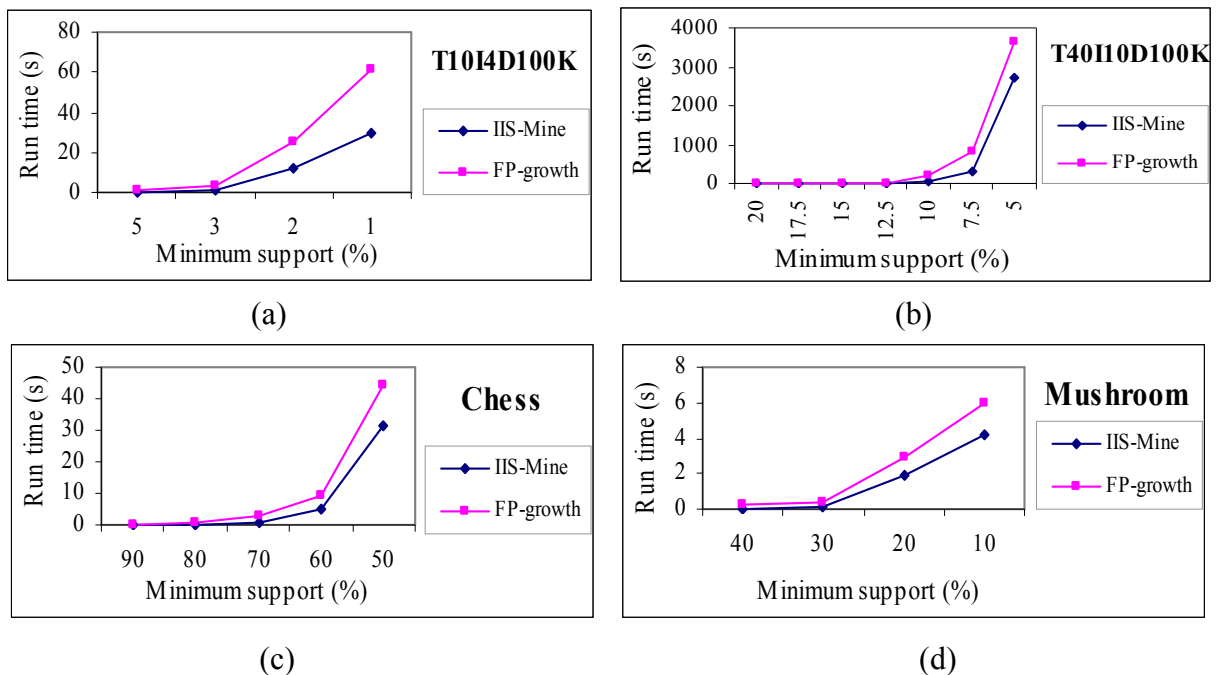 80
60
40
20
0
Run time (s)
5 3 2 1
Minimum support (%)
T10I4D100K
IIS-Mine
FP-growth
(a)
4000
3000
2000
1000
0
Run time (s)
20 17.5 15 12.5 10 7.5 5
Minimum support (%)
T40I10D100K
IIS-Mine
FP-growth
(b)
50
40
30
20
10
0
Run time (s)
90 80 70 60 50
Minimum support (%)
Chess
IIS-Mine
FP-growth
(c)
8
6
4
2
0
Run time (s)
40 30 20 10
Minimum support (%)
Mushroom
IIS-Mine
FP-growth
(d)